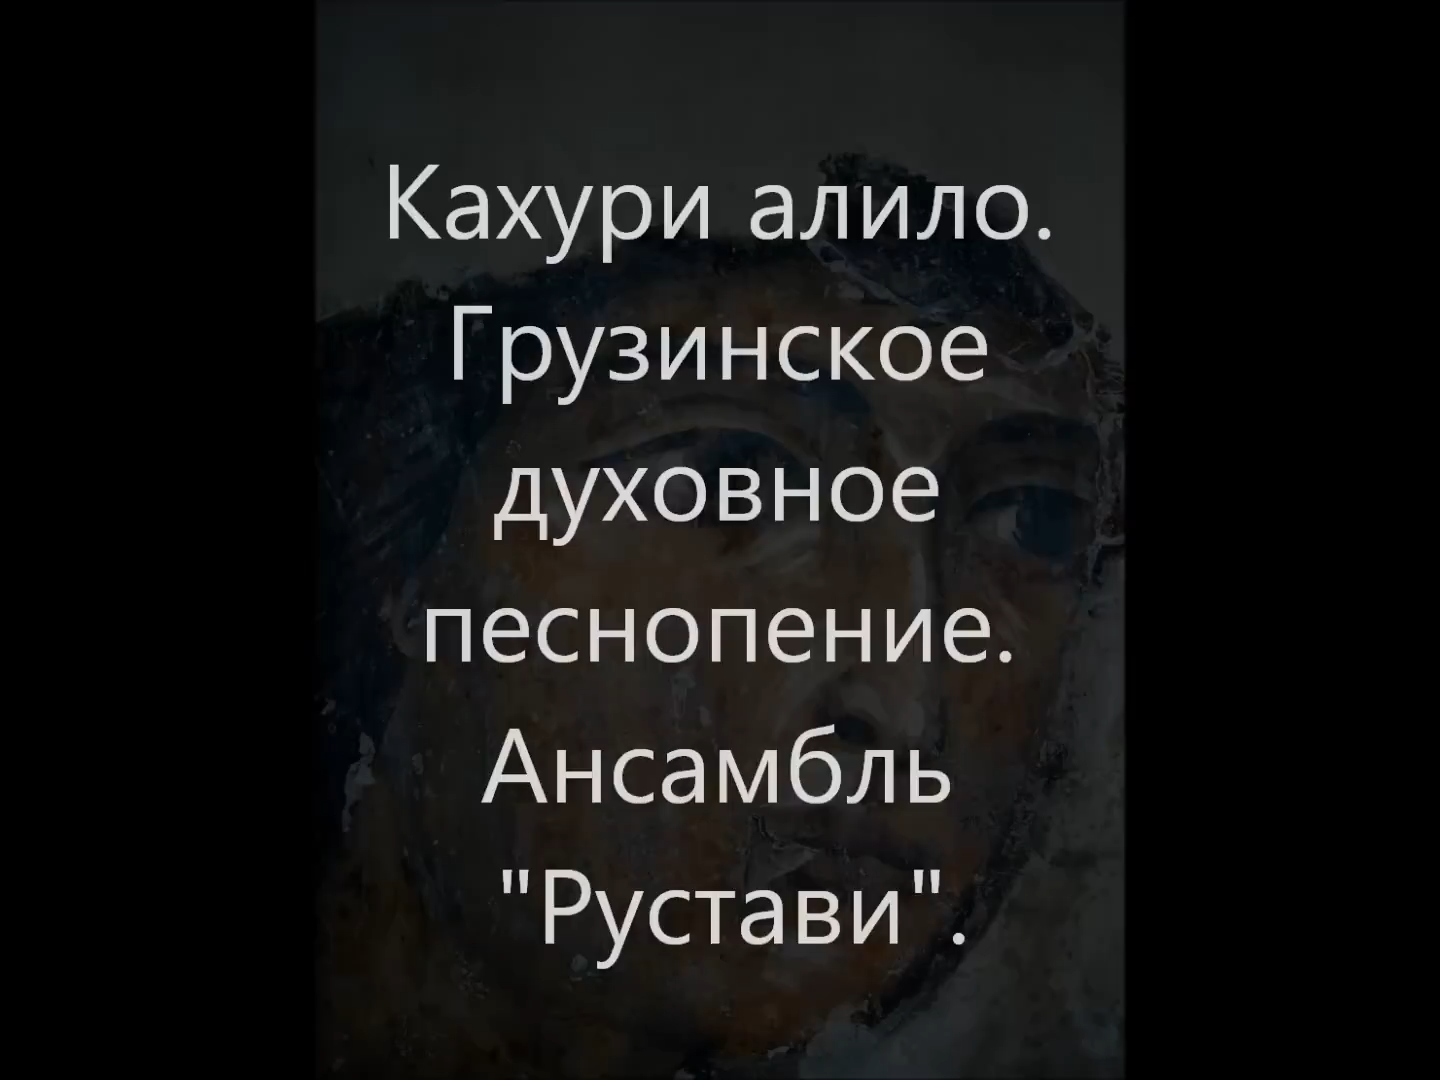 Кахури алило.
Грузинское
духовное
песнопение.
Ансамбль
"Рустави".